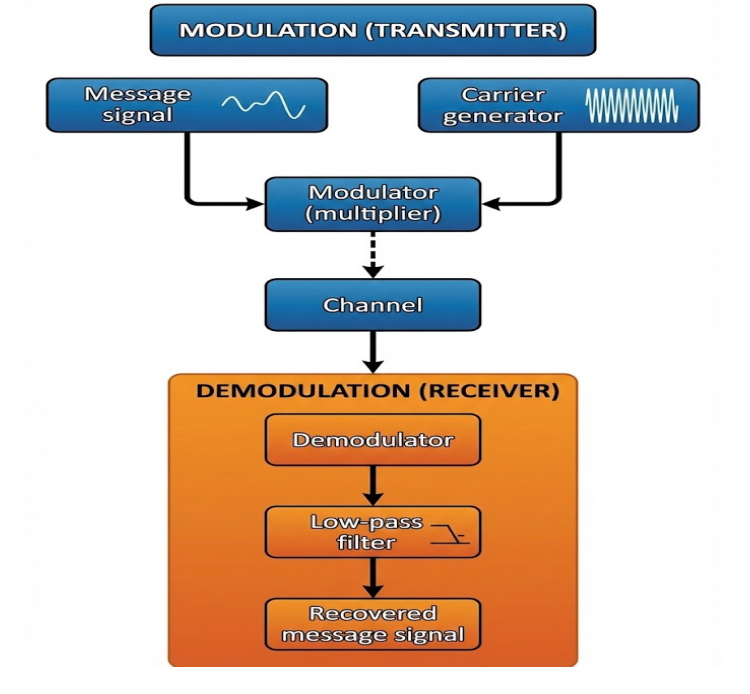 MODULATION (TRANSMITTER)
Message
signal
Carrier
generator
Modulator
(multiplier)
Channel
DEMODULATION (RECEIVER)
Demodulator
Low-pass
filter
Recovered
message signal